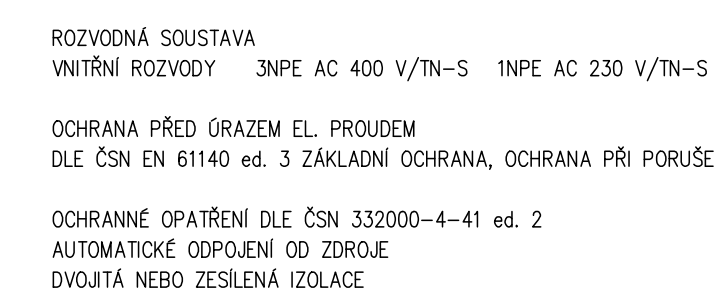 ROZVODNÁ SOUSTAVA
VNITŘNÍ ROZVODY 3NPE AC 400 V/TN-S 1NPE AC 230 V/TN-S
OCHRANA PŘED ÚRAZEM EL. PROUDEM
DLE ČSN EN 61140 ed. 3 ZÁKLADNÍ OCHRANA, OCHRANA PŘI PORUŠE
OCHRANNÉ OPATŘENÍ DLE ČSN 332000-4-41 ed. 2
AUTOMATICKÉ ODPOJENÍ OD ZDROJE
DVOJITÁ NEBO ZESÍLENÁ IZOLACE